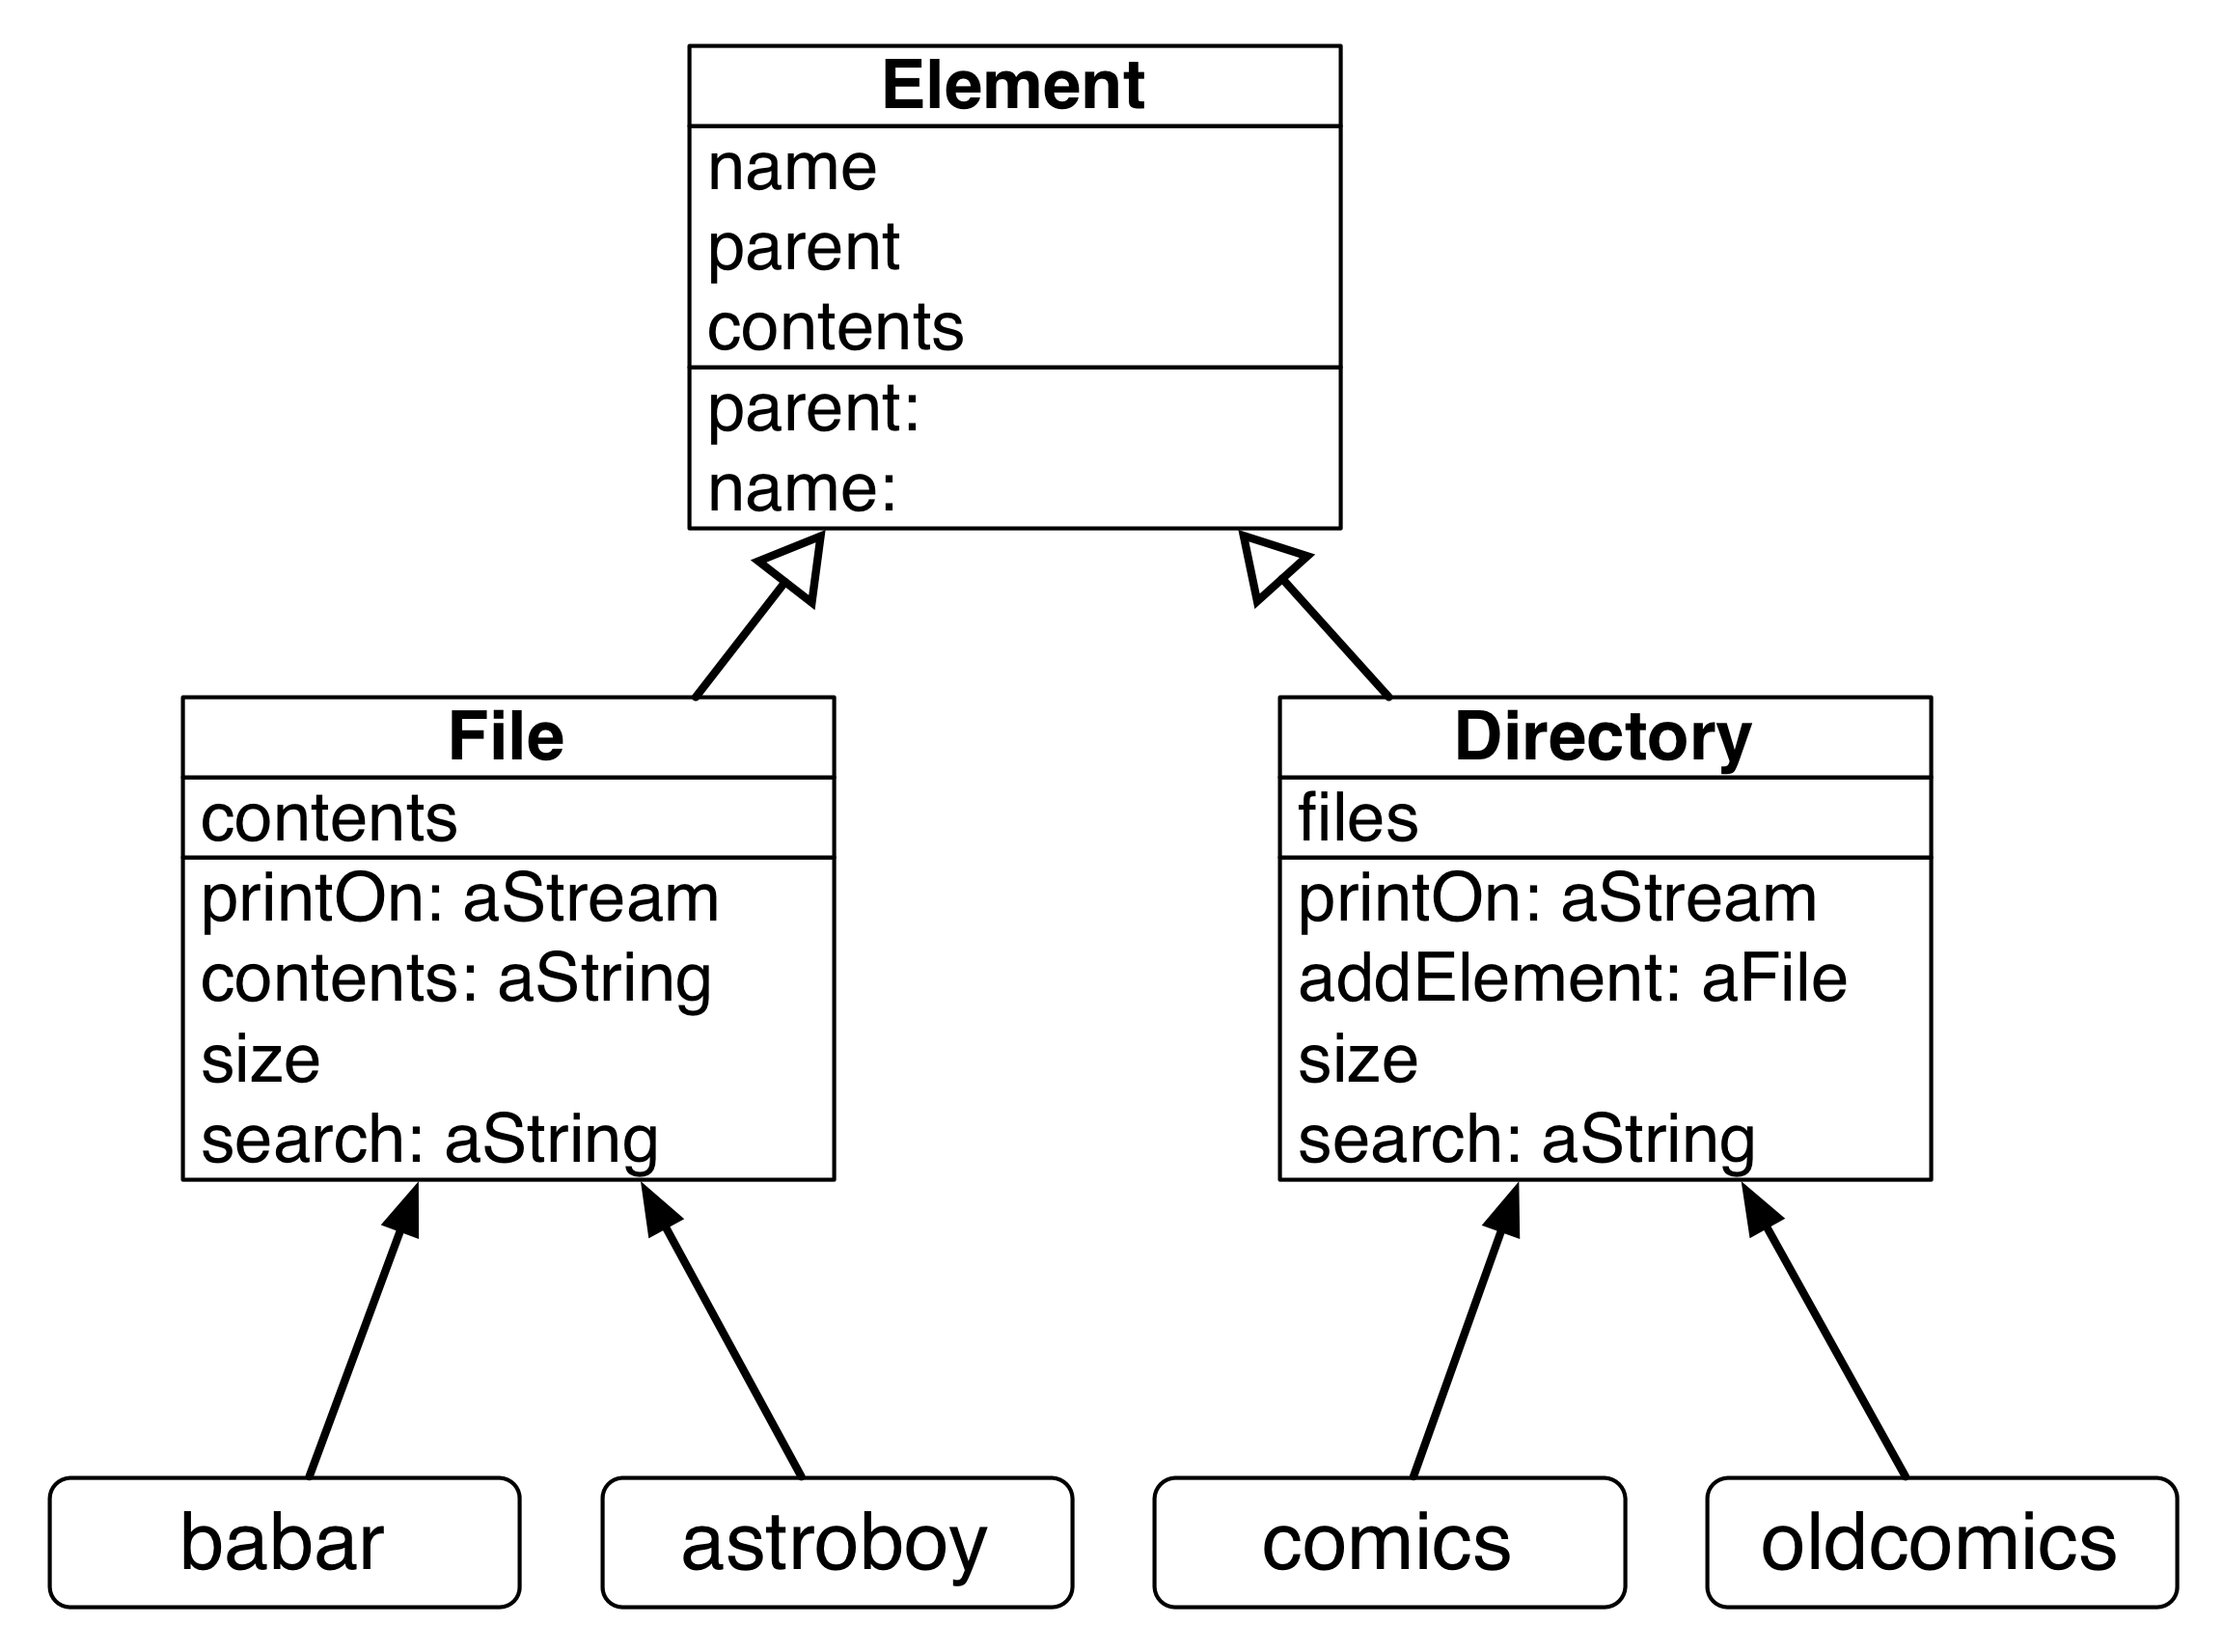 Element
name
parent
contents
parent:
name:
File
contents
printOn: aStream
contents: aString
size
search: aString
Directory
files
printOn: aStream
addElement: aFile
size
search: aString
babar
astroboy
comics
oldcomics